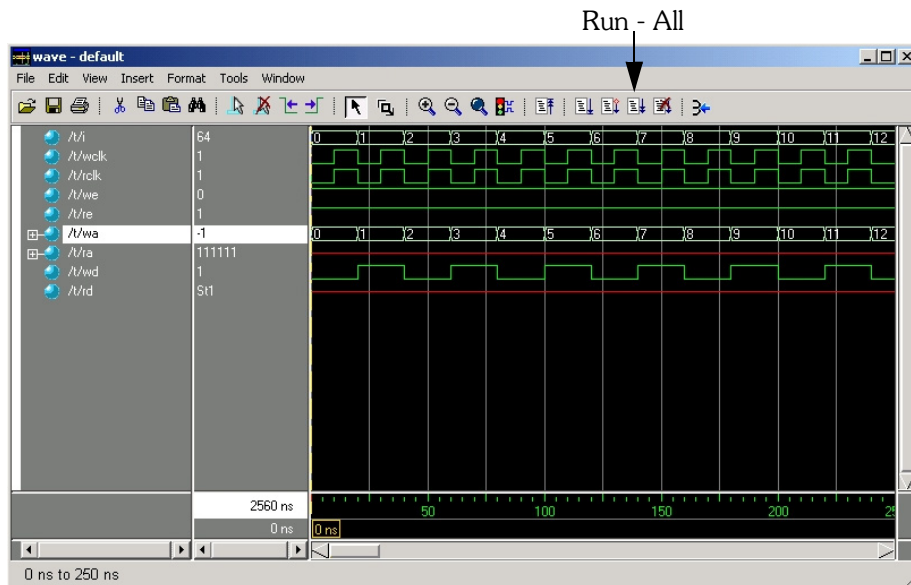 Run - All
wave - default
File Edit View Insert Format Tools Window
/t/i 64 0 1 2 3 4 5 6 7 8 9 10 11 12
/t/wclk 1
/t/rclk 1
/t/we 0
/t/re 1
/t/wa -1 0 1 2 3 4 5 6 7 8 9 10 11 12
/t/ra 111111
/t/wd 1
/t/rd St1
2560 ns 50 100 150 200
0 ns 0 ns
0 ns to 250 ns